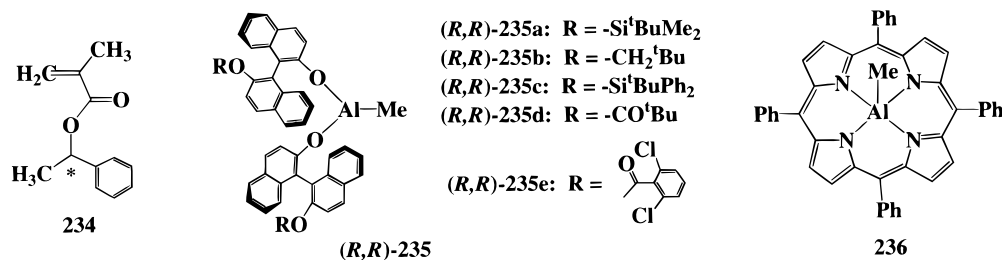 CH₃
H₂C
O
O
H₃C
*
234
RO
O
Al—Me
O
RO
(R,R)-235
(R,R)-235a: R = -SiᵗBuMe₂
(R,R)-235b: R = -CH₂ᵗBu
(R,R)-235c: R = -SiᵗBuPh₂
(R,R)-235d: R = -COᵗBu
(R,R)-235e: R =
Cl
O
Cl
Ph
Me
N N
Ph Al Ph
N N
Ph
236